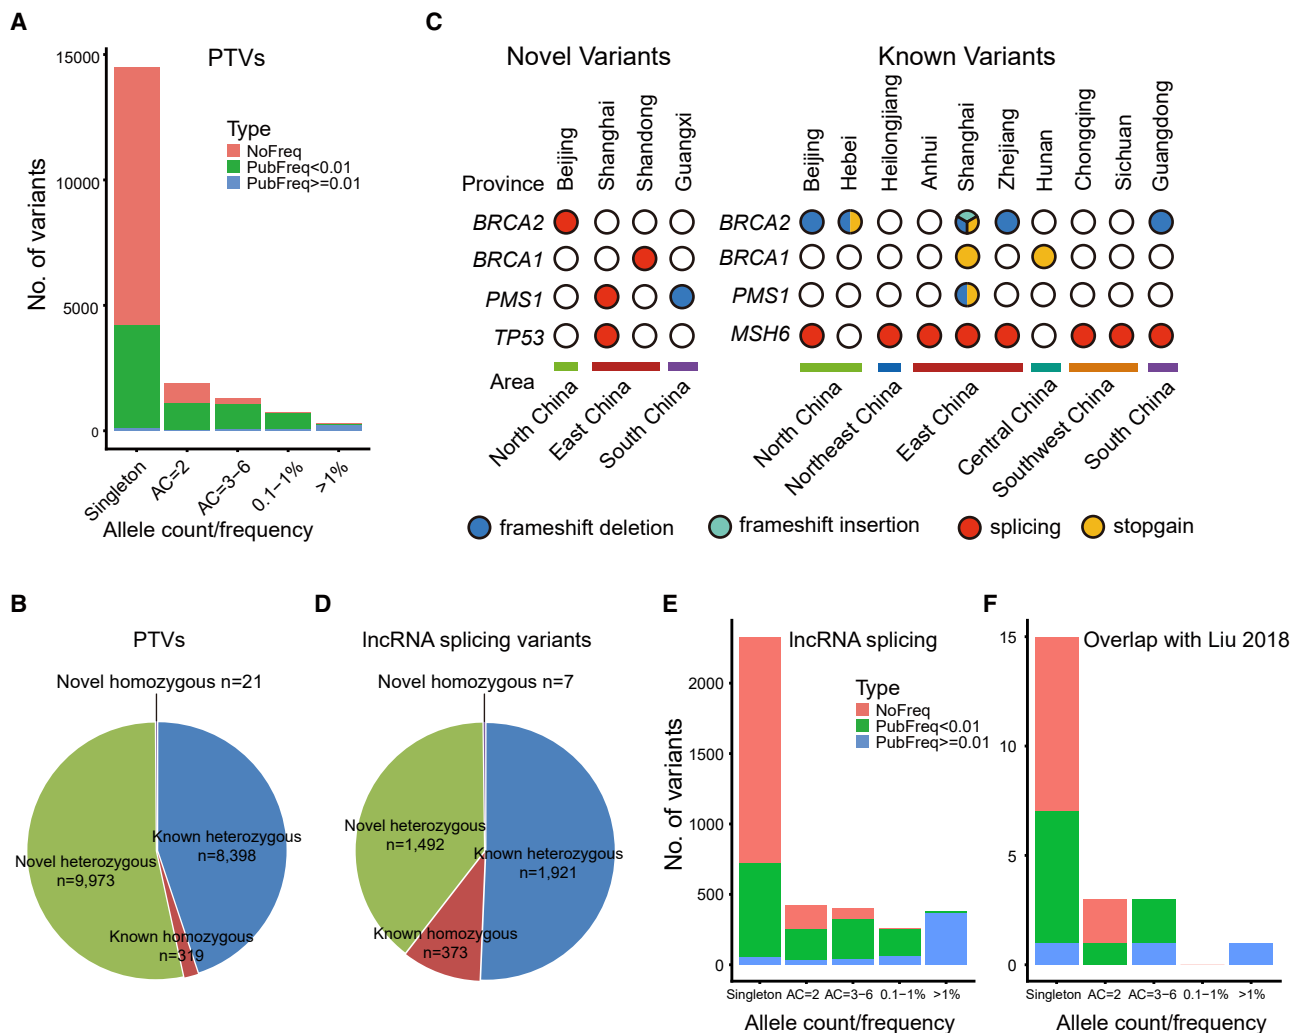 A
PTVs
No. of variants
15000
10000
5000
0
Type
NoFreq
PubFreq<0.01
PubFreq>=0.01
Singleton
AC=2
AC=3−6
0.1−1%
>1%
Allele count/frequency
C
Novel Variants
Known Variants
Province
Beijing
Shanghai
Shandong
Guangxi
BRCA2
BRCA1
PMS1
TP53
Area
North China
East China
South China
Beijing
Hebei
Heilongjiang
Anhui
Shanghai
Zhejiang
Hunan
Chongqing
Sichuan
Guangdong
BRCA2
BRCA1
PMS1
MSH6
North China
Northeast China
East China
Central China
Southwest China
South China
frameshift deletion
frameshift insertion
splicing
stopgain
B
PTVs
Novel homozygous n=21
Known heterozygous
n=8,398
Novel heterozygous
n=9,973
Known homozygous
n=319
D
lncRNA splicing variants
Novel homozygous n=7
Novel heterozygous
n=1,492
Known heterozygous
n=1,921
Known homozygous
n=373
E
lncRNA splicing
No. of variants
2000
1500
1000
500
0
Type
NoFreq
PubFreq<0.01
PubFreq>=0.01
Singleton
AC=2
AC=3−6
0.1−1%
>1%
Allele count/frequency
F
Overlap with Liu 2018
15
10
5
0
Singleton
AC=2
AC=3−6
0.1−1%
>1%
Allele count/frequency